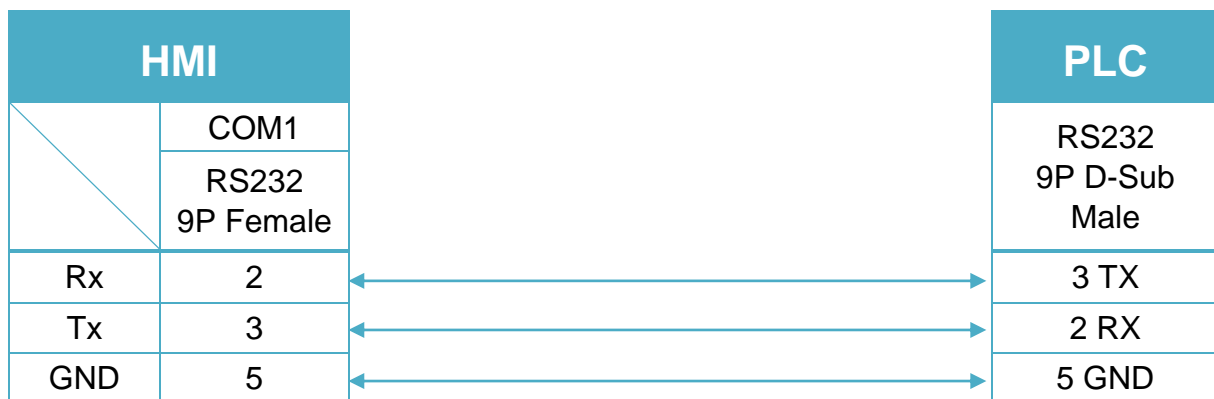 HMI
PLC
COM1
RS232
9P Female
RS232
9P D-Sub
Male
Rx 2 3 TX
Tx 3 2 RX
GND 5 5 GND